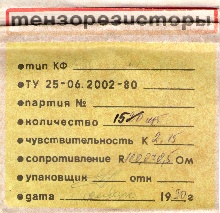 тензорезисторы
• тип КФ
• ТУ 25-06.2002-80
• партия №
• количество шт
• чувствительность К 2,15
• сопротивление R Ом
• упаковщик отк
• дата 19 г